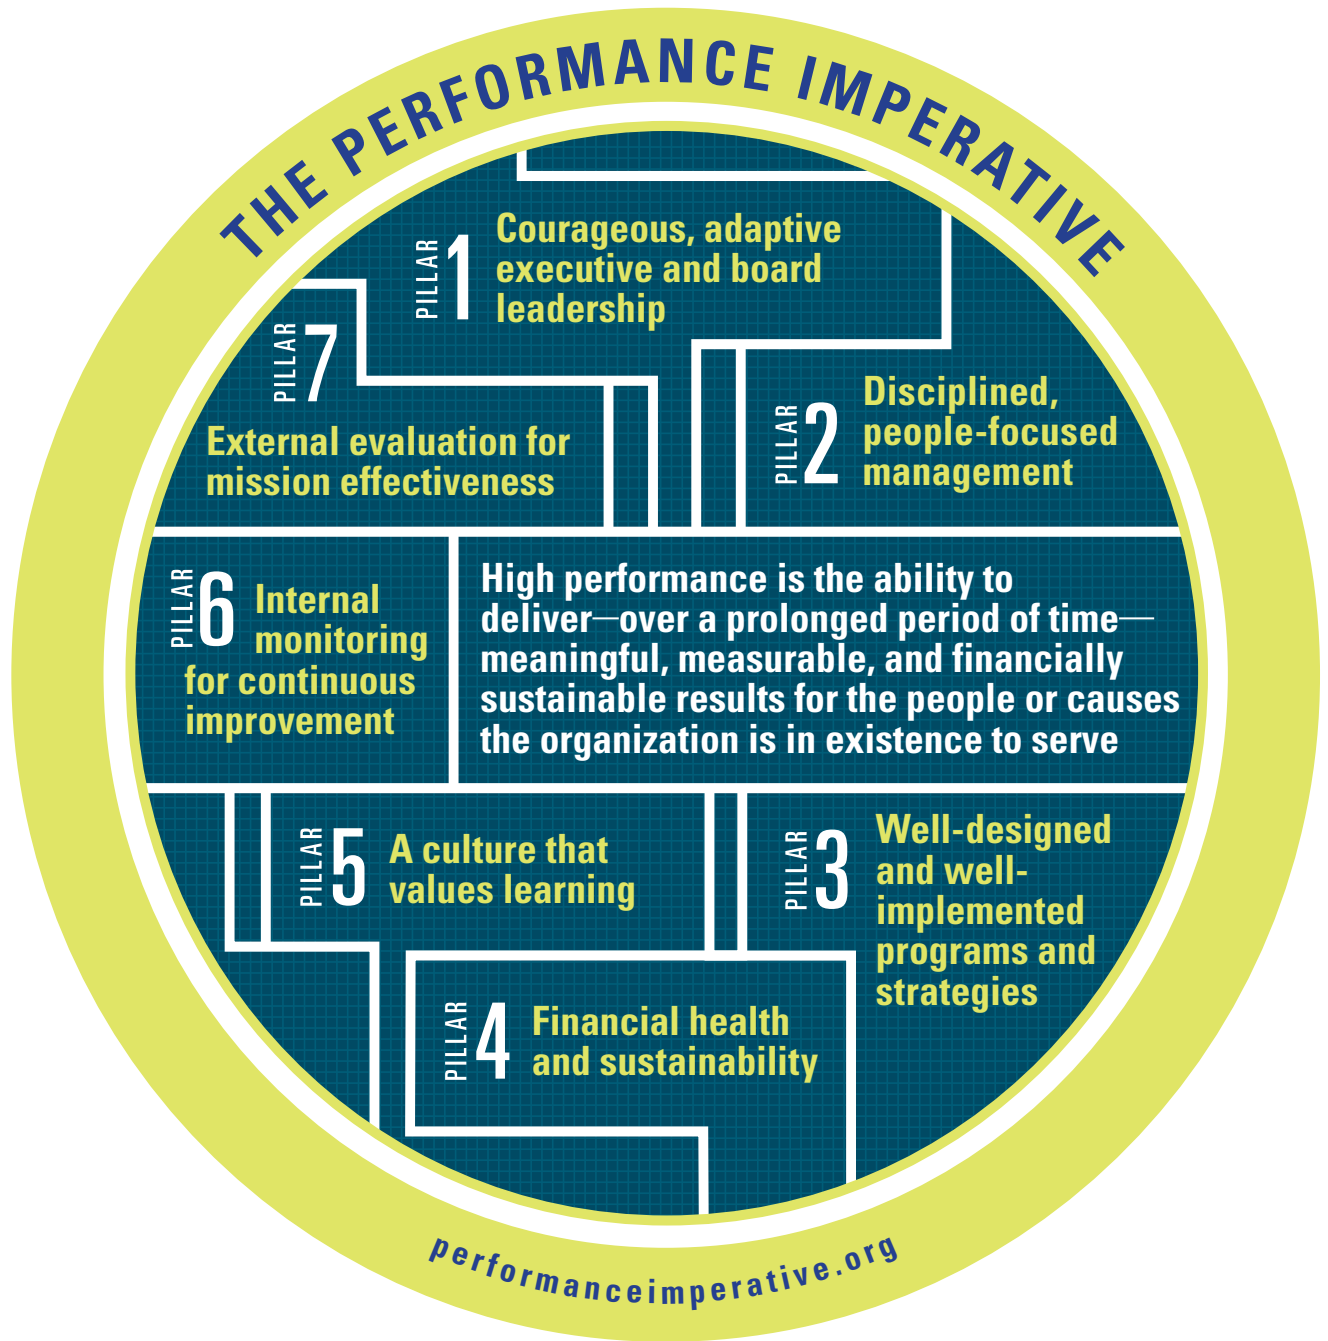 THE PERFORMANCE IMPERATIVE
PILLAR 1
Courageous, adaptive
executive and board
leadership
PILLAR 2
Disciplined,
people-focused
management
PILLAR 3
Well-designed
and well-
implemented
programs and
strategies
PILLAR 4
Financial health
and sustainability
PILLAR 5
A culture that
values learning
PILLAR 6
Internal
monitoring
for continuous
improvement
PILLAR 7
External evaluation for
mission effectiveness
High performance is the ability to
deliver—over a prolonged period of time—
meaningful, measurable, and financially
sustainable results for the people or causes
the organization is in existence to serve
performanceimperative.org